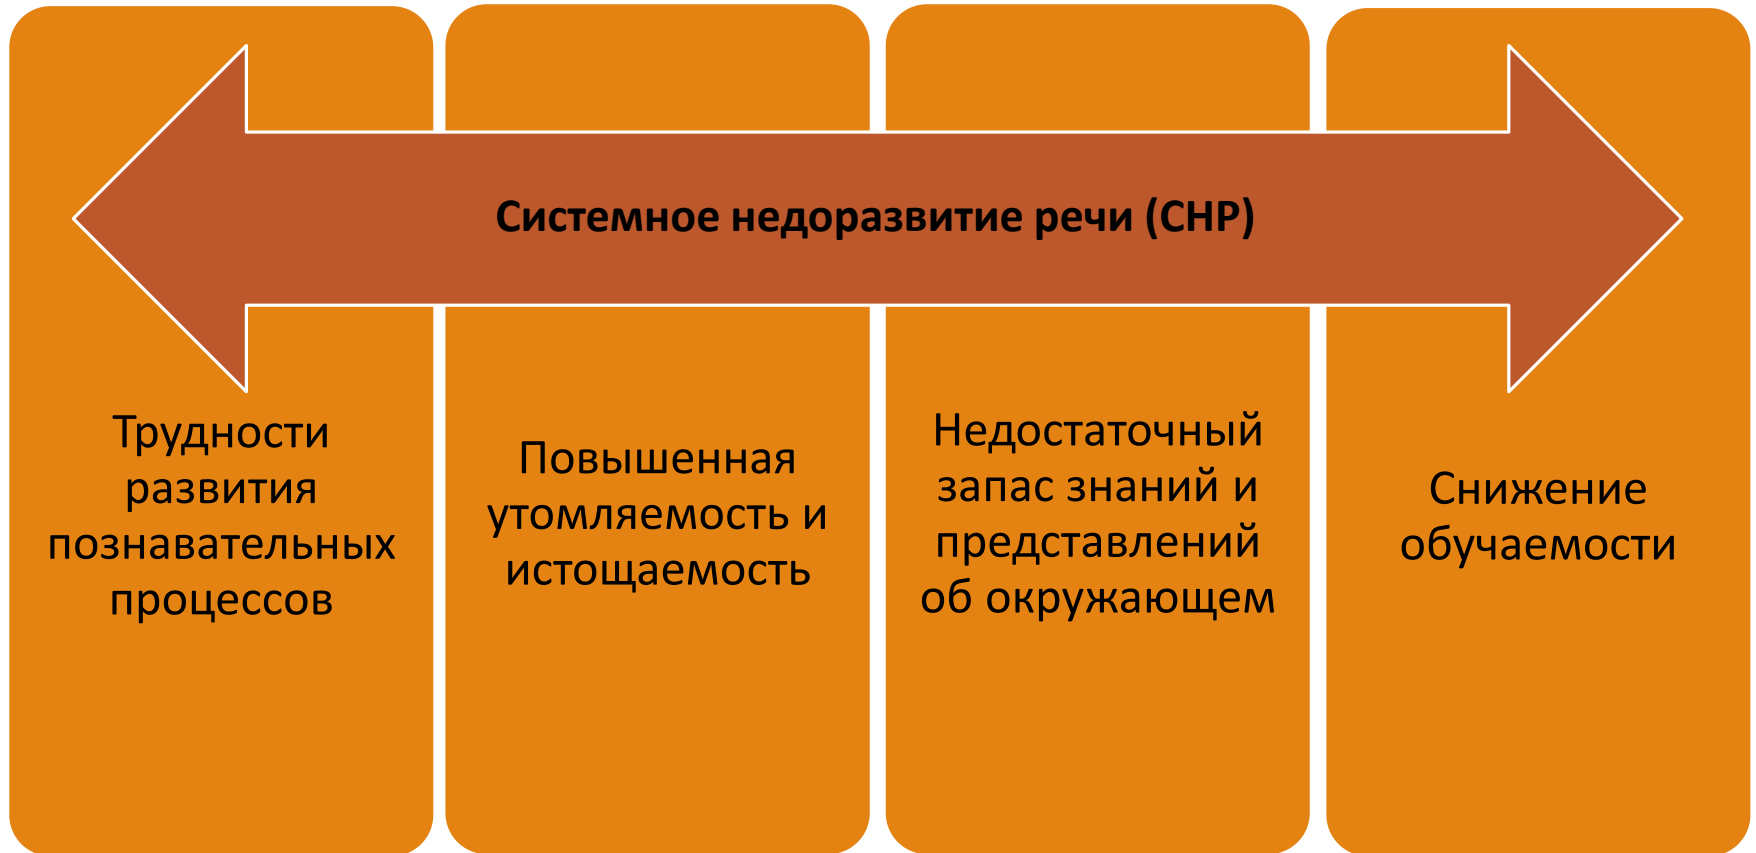 Системное недоразвитие речи (СНР)
Трудности
развития
познавательных
процессов
Повышенная
утомляемость и
истощаемость
Недостаточный
запас знаний и
представлений
об окружающем
Снижение
обучаемости